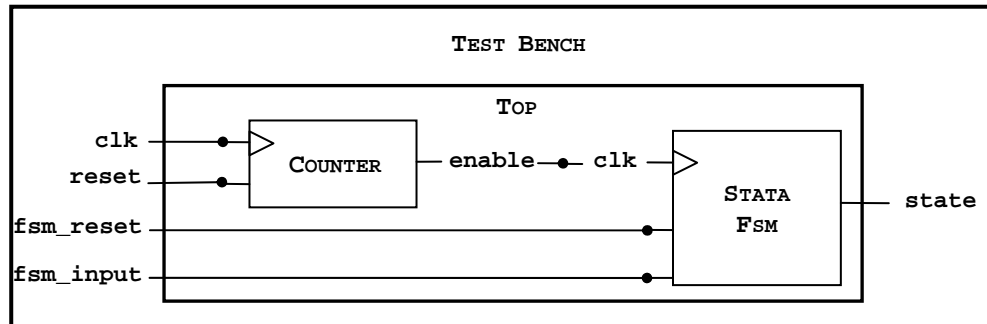 TEST BENCH
TOP
clk
COUNTER
enable
clk
reset
STATA
FSM
state
fsm_reset
fsm_input